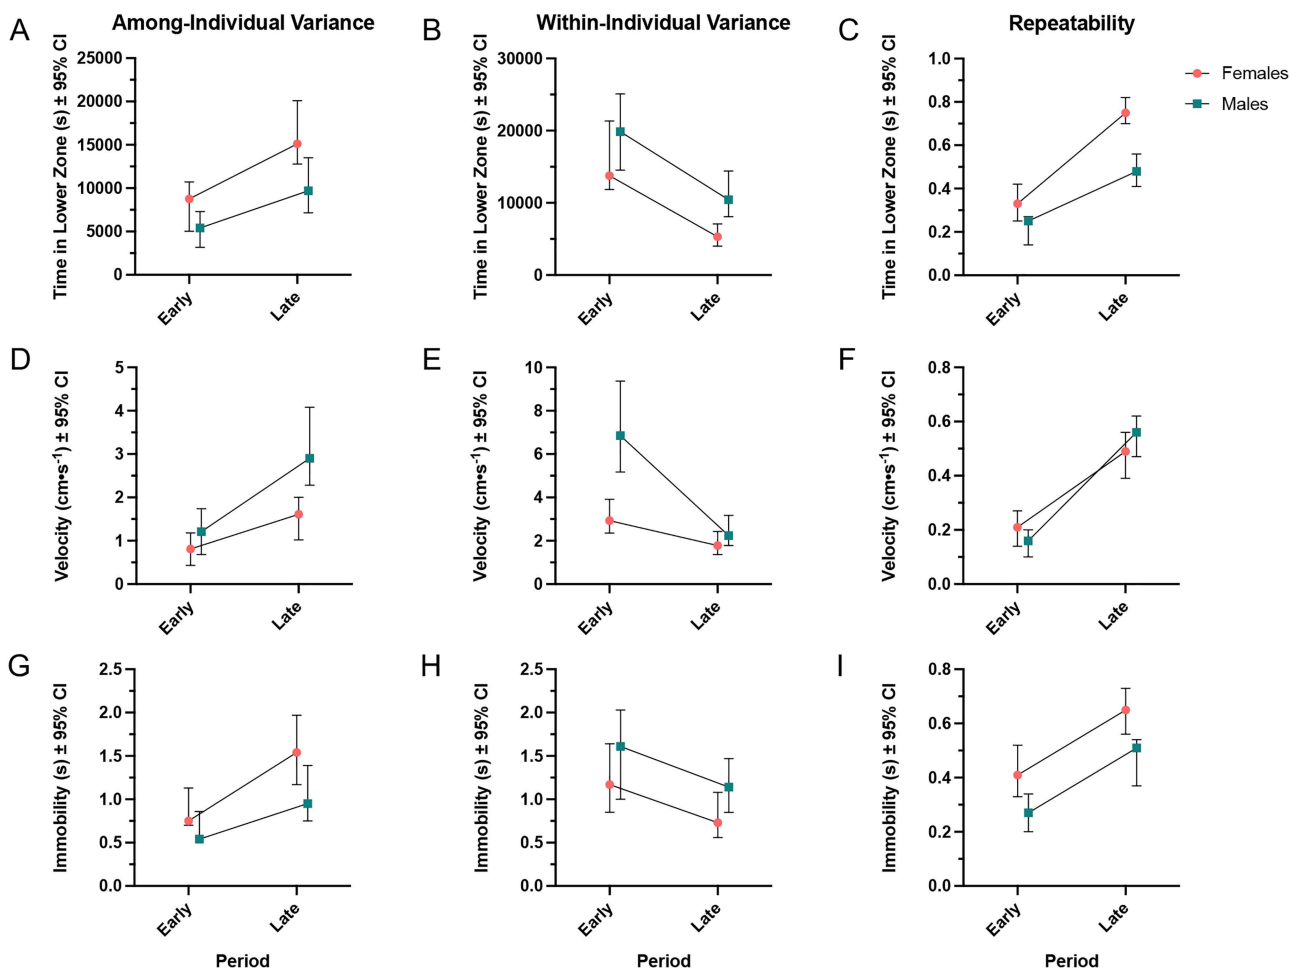 A
Among-Individual Variance
B
Within-Individual Variance
C
Repeatability
Females
Males
Time in Lower Zone (s) ± 95% CI
25000
20000
15000
10000
5000
0
Early
Late
Time in Lower Zone (s) ± 95% CI
30000
20000
10000
0
Early
Late
Time in Lower Zone (s) ± 95% CI
1.0
0.8
0.6
0.4
0.2
0.0
Early
Late
D
Velocity (cm•s⁻¹) ± 95% CI
5
4
3
2
1
0
Early
Late
E
Velocity (cm•s⁻¹) ± 95% CI
10
8
6
4
2
0
Early
Late
F
Velocity (cm•s⁻¹) ± 95% CI
0.8
0.6
0.4
0.2
0.0
Early
Late
G
Immobility (s) ± 95% CI
2.5
2.0
1.5
1.0
0.5
0.0
Early
Late
Period
H
Immobility (s) ± 95% CI
2.5
2.0
1.5
1.0
0.5
0.0
Early
Late
Period
I
Immobility (s) ± 95% CI
0.8
0.6
0.4
0.2
0.0
Early
Late
Period